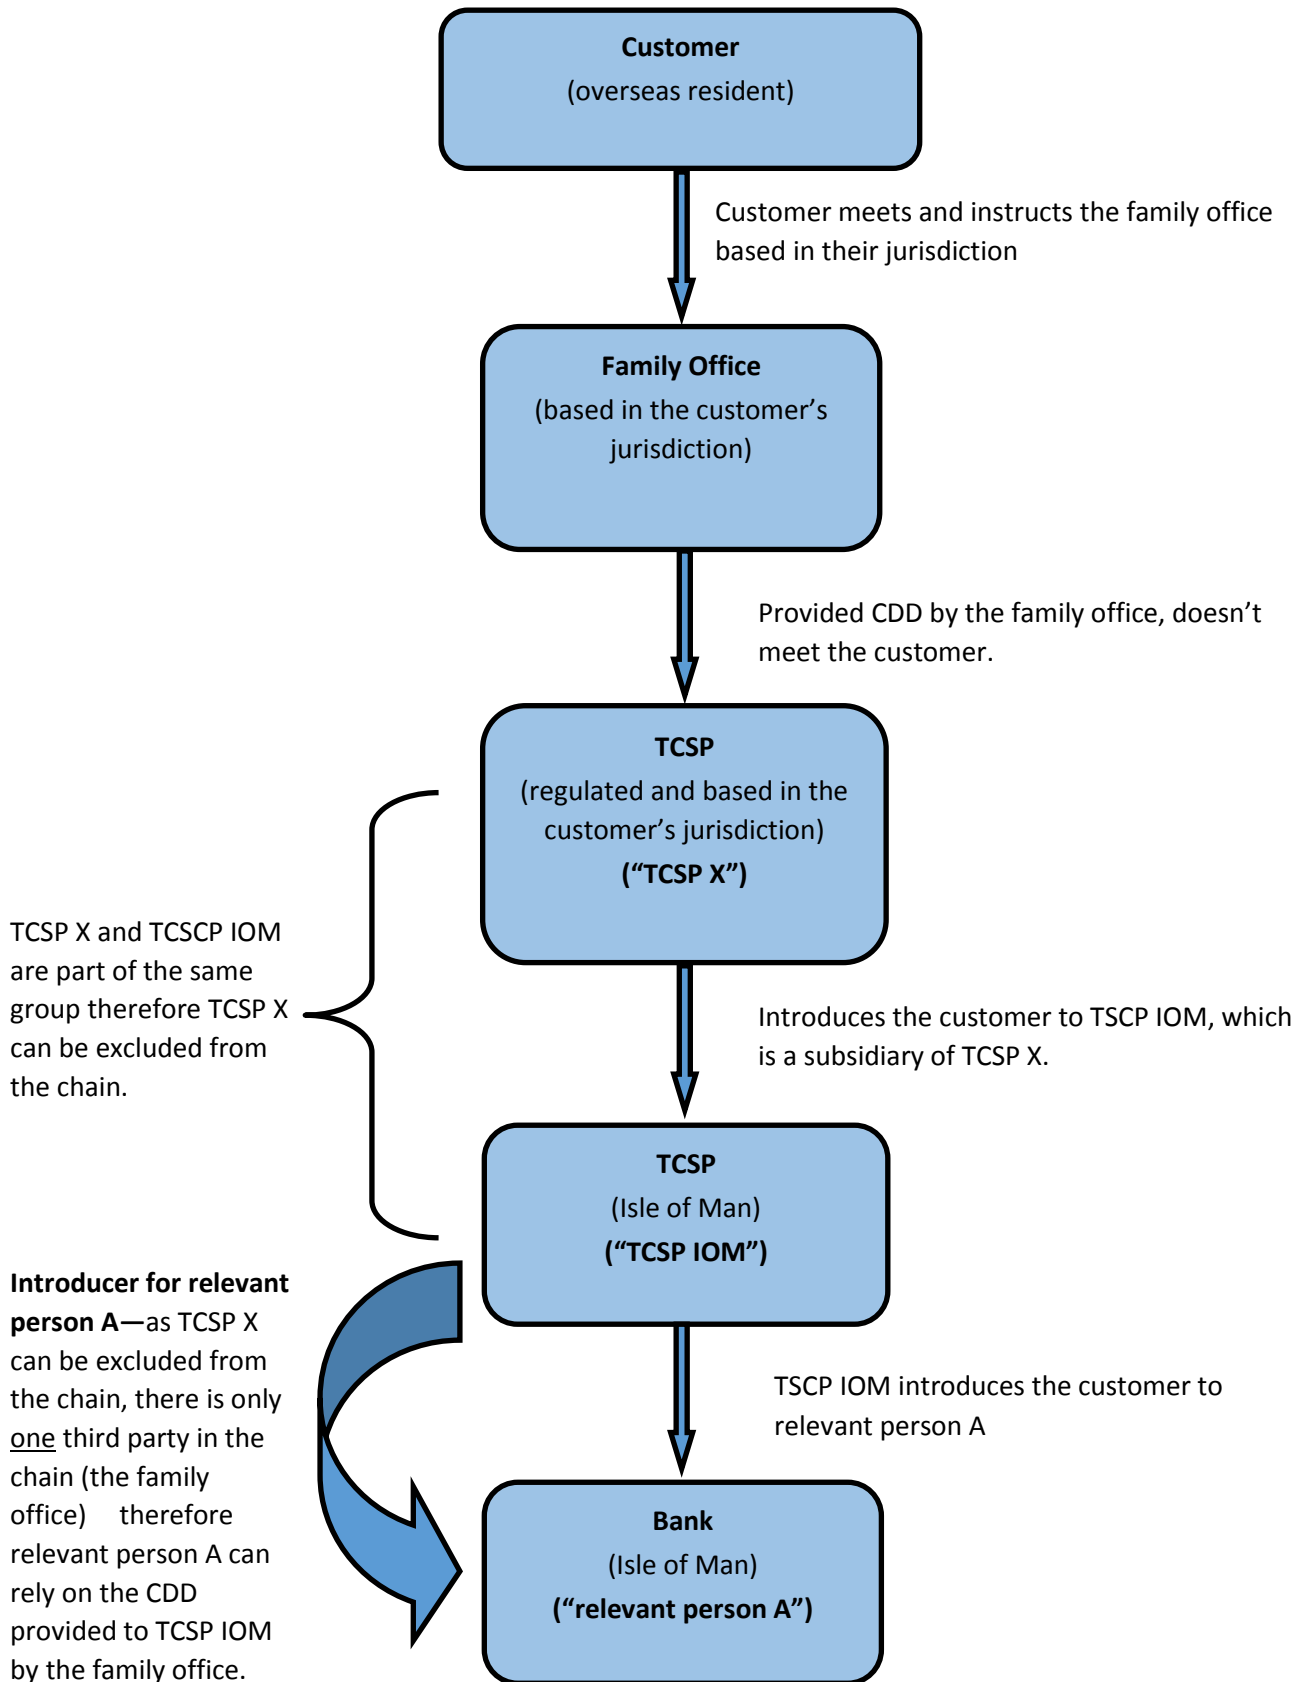 Customer
(overseas resident)
Customer meets and instructs the family office
based in their jurisdiction
Family Office
(based in the customer’s
jurisdiction)
Provided CDD by the family office, doesn’t
meet the customer.
TCSP
(regulated and based in the
customer’s jurisdiction)
(“TCSP X”)
TCSP X and TCSCP IOM
are part of the same
group therefore TCSP X
can be excluded from
the chain.
Introduces the customer to TSCP IOM, which
is a subsidiary of TCSP X.
TCSP
(Isle of Man)
(“TCSP IOM”)
Introducer for relevant
person A—as TCSP X
can be excluded from
the chain, there is only
one third party in the
chain (the family
office) therefore
relevant person A can
rely on the CDD
provided to TCSP IOM
by the family office.
TSCP IOM introduces the customer to
relevant person A
Bank
(Isle of Man)
(“relevant person A”)